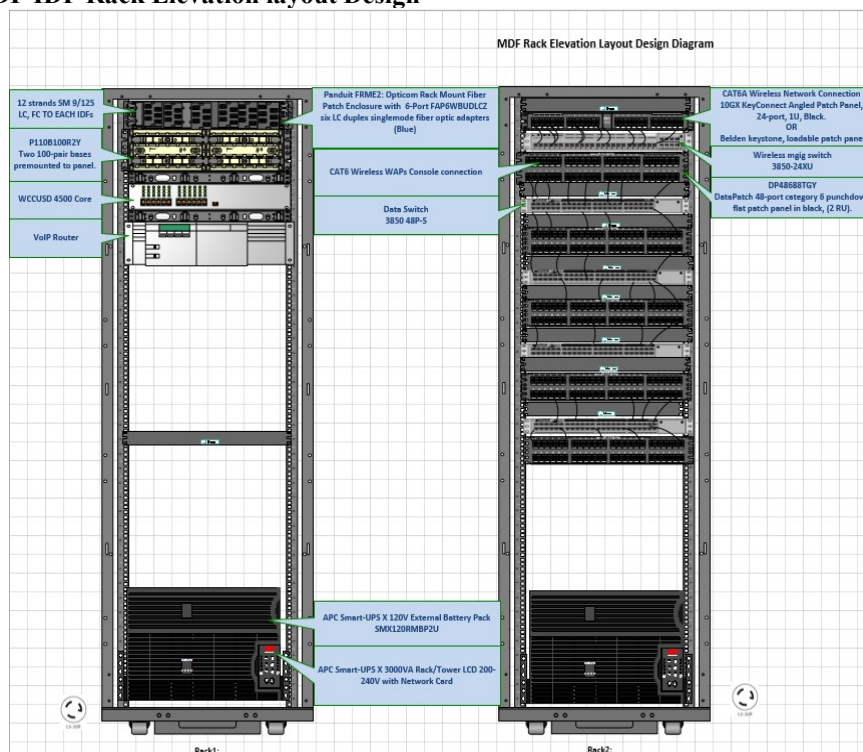 MDF Rack Elevation Layout Design Diagram
12 strands SM 9/125
LC, FC TO EACH IDFs
P110B100R2Y
Two 100-pair bases
premounted to panel.
WCCUSD 4500 Core
VoIP Router
Panduit FRME2: Opticom Rack Mount Fiber
Patch Enclosure with 6-Port FAP6WBUDLCZ
six LC duplex singlemode fiber optic adapters
(Blue)
CAT6 Wireless WAPs Console connection
Data Switch
3850 48P-S
CAT6A Wireless Network Connection
10GX KeyConnect Angled Patch Panel,
24-port, 1U, Black.
OR
Belden keystone, loadable patch pane
Wireless mgig switch
3850-24XU
DP48688TGY
DataPatch 48-port category 6 punchdow
flat patch panel in black, (2 RU).
APC Smart-UPS X 120V External Battery Pack
SMX120RMBP2U
APC Smart-UPS X 3000VA Rack/Tower LCD 200-
240V with Network Card
Rack1:
Rack2: